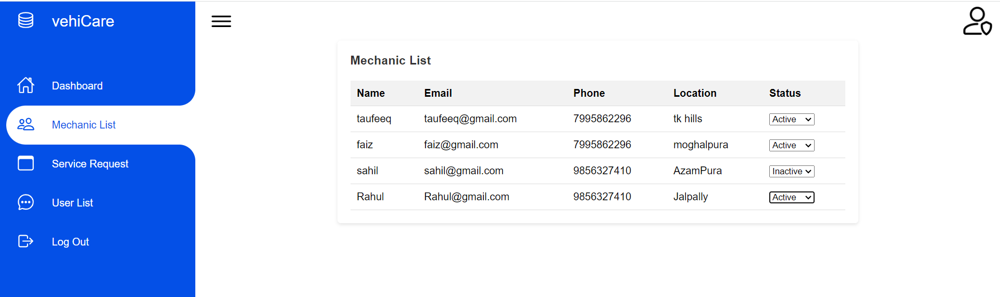 vehiCare
Dashboard
Mechanic List
Service Request
User List
Log Out
Mechanic List
Name Email Phone Location Status
taufeeq taufeeq@gmail.com 7995862296 tk hills Active
faiz faiz@gmail.com 7995862296 moghalpura Active
sahil sahil@gmail.com 9856327410 AzamPura Inactive
Rahul Rahul@gmail.com 9856327410 Jalpally Active